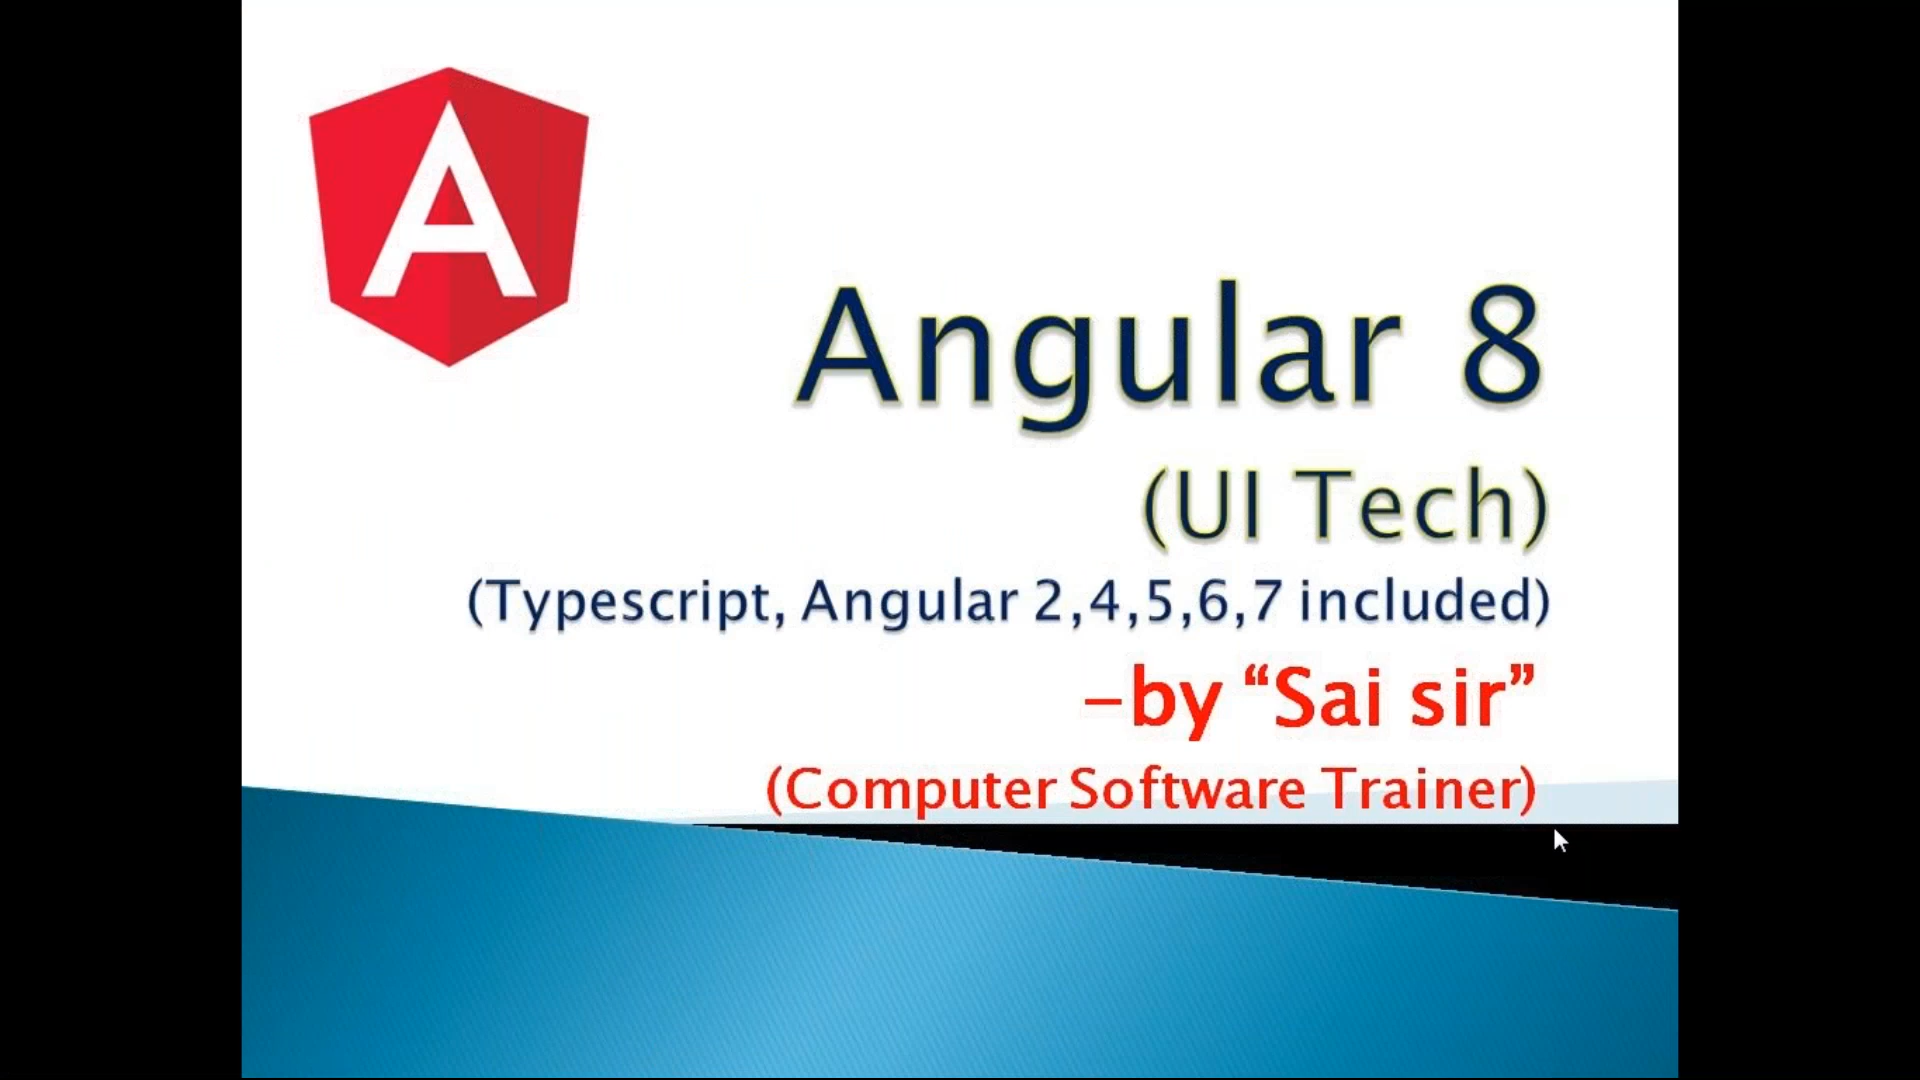 A
Angular 8
(UI Tech)
(Typescript, Angular 2,4,5,6,7 included)
-by “Sai sir”
(Computer Software Trainer)